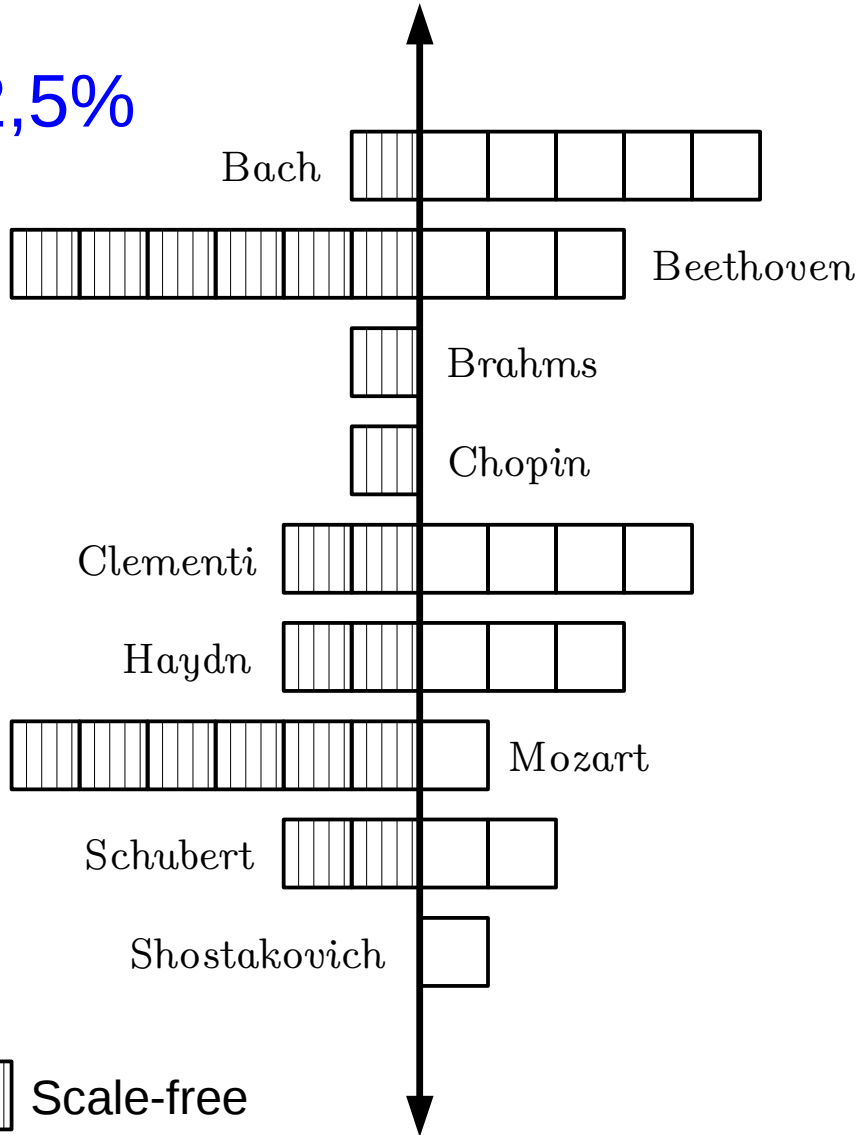 2,5%
Bach
Beethoven
Brahms
Chopin
Clementi
Haydn
Mozart
Schubert
Shostakovich
Scale-free